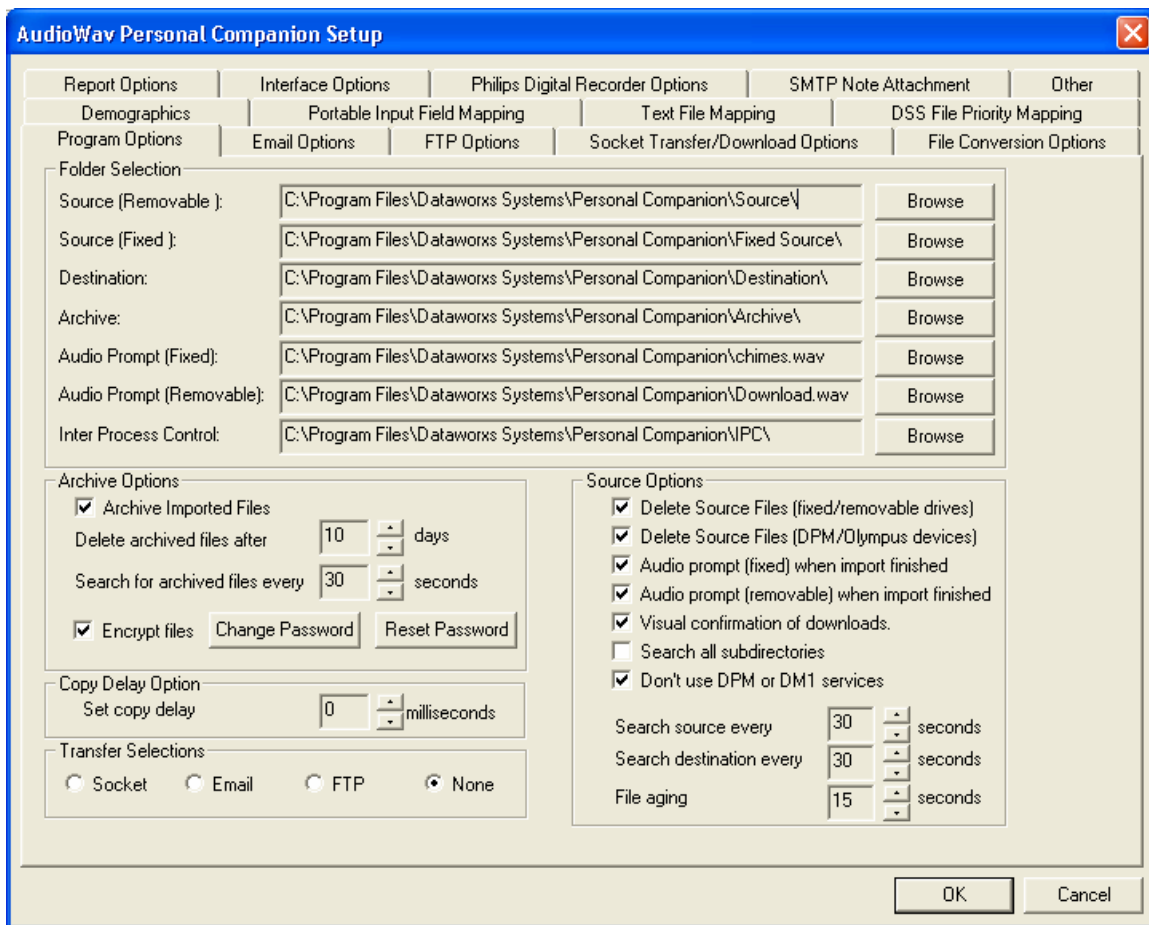 AudioWav Personal Companion Setup
Report Options Interface Options Philips Digital Recorder Options SMTP Note Attachment Other
Demographics Portable Input Field Mapping Text File Mapping DSS File Priority Mapping
Program Options Email Options FTP Options Socket Transfer/Download Options File Conversion Options
Folder Selection
Source (Removable ): C:\Program Files\Dataworxs Systems\Personal Companion\Source\ Browse
Source (Fixed ): C:\Program Files\Dataworxs Systems\Personal Companion\Fixed Source\ Browse
Destination: C:\Program Files\Dataworxs Systems\Personal Companion\Destination\ Browse
Archive: C:\Program Files\Dataworxs Systems\Personal Companion\Archive\ Browse
Audio Prompt (Fixed): C:\Program Files\Dataworxs Systems\Personal Companion\chimes.wav Browse
Audio Prompt (Removable): C:\Program Files\Dataworxs Systems\Personal Companion\Download.wav Browse
Inter Process Control: C:\Program Files\Dataworxs Systems\Personal Companion\IPC\ Browse
Archive Options
Archive Imported Files
Delete archived files after 10 days
Search for archived files every 30 seconds
Encrypt files Change Password Reset Password
Copy Delay Option
Set copy delay 0 milliseconds
Transfer Selections
Socket Email FTP None
Source Options
Delete Source Files (fixed/removable drives)
Delete Source Files (DPM/Olympus devices)
Audio prompt (fixed) when import finished
Audio prompt (removable) when import finished
Visual confirmation of downloads.
Search all subdirectories
Don't use DPM or DM1 services
Search source every 30 seconds
Search destination every 30 seconds
File aging 15 seconds
OK Cancel